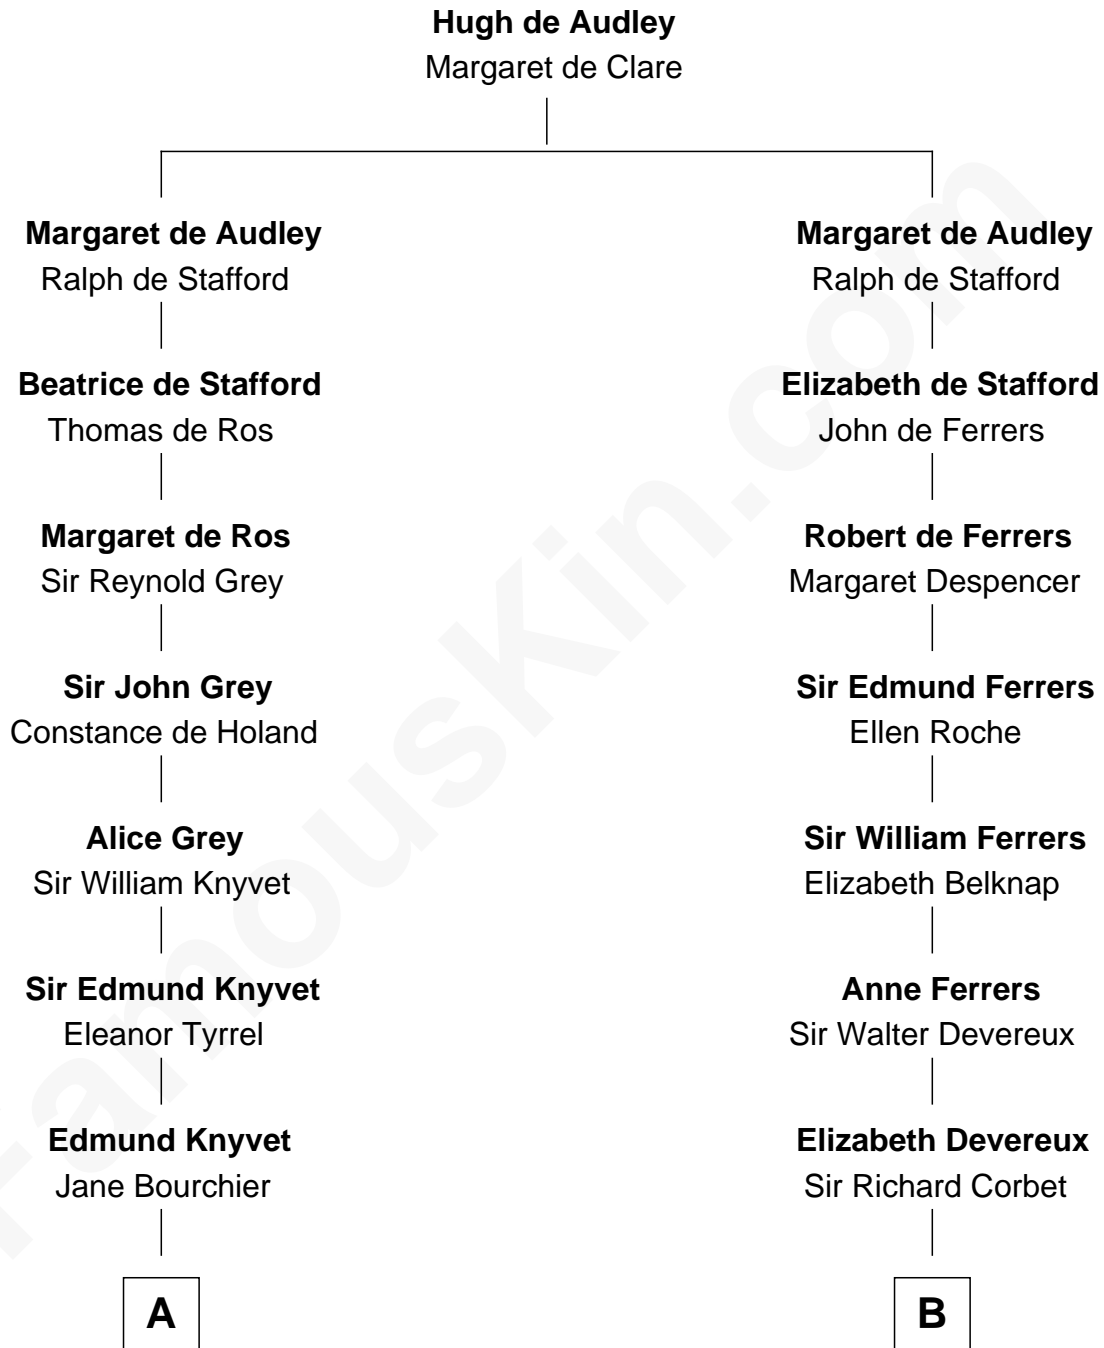 Hugh de Audley
Margaret de Clare
Margaret de Audley
Ralph de Stafford
Margaret de Audley
Ralph de Stafford
Beatrice de Stafford
Thomas de Ros
Elizabeth de Stafford
John de Ferrers
Margaret de Ros
Sir Reynold Grey
Robert de Ferrers
Margaret Despencer
Sir John Grey
Constance de Holand
Sir Edmund Ferrers
Ellen Roche
Alice Grey
Sir William Knyvet
Sir William Ferrers
Elizabeth Belknap
Sir Edmund Knyvet
Eleanor Tyrrel
Anne Ferrers
Sir Walter Devereux
Edmund Knyvet
Jane Bourchier
Elizabeth Devereux
Sir Richard Corbet
A
B
FamousKin.com